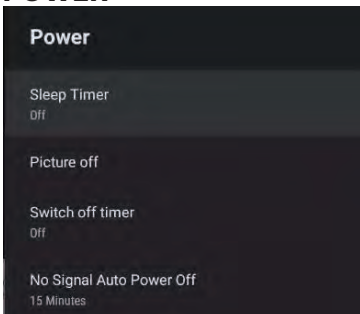 Power
Sleep Timer
Off
Picture off
Switch off timer
Off
No Signal Auto Power Off
15 Minutes